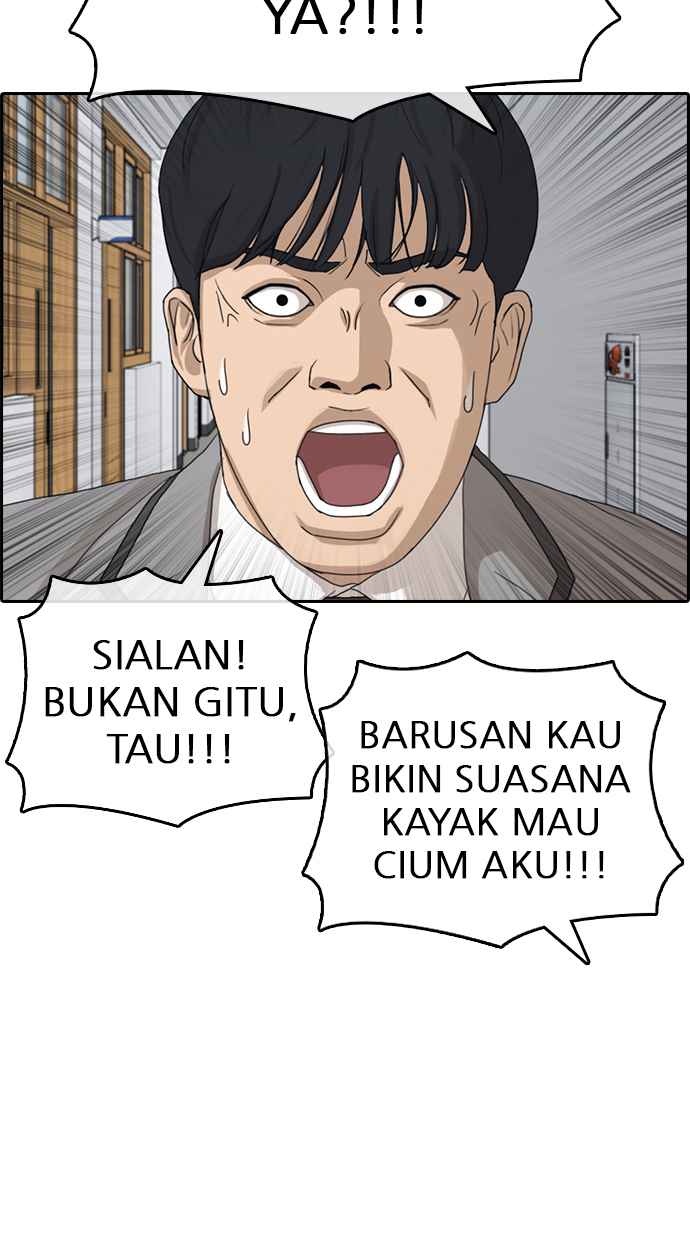 YA?!!!
SIALAN!
BUKAN GITU,
TAU!!!
BARUSAN KAU
BIKIN SUASANA
KAYAK MAU
CIUM AKU!!!